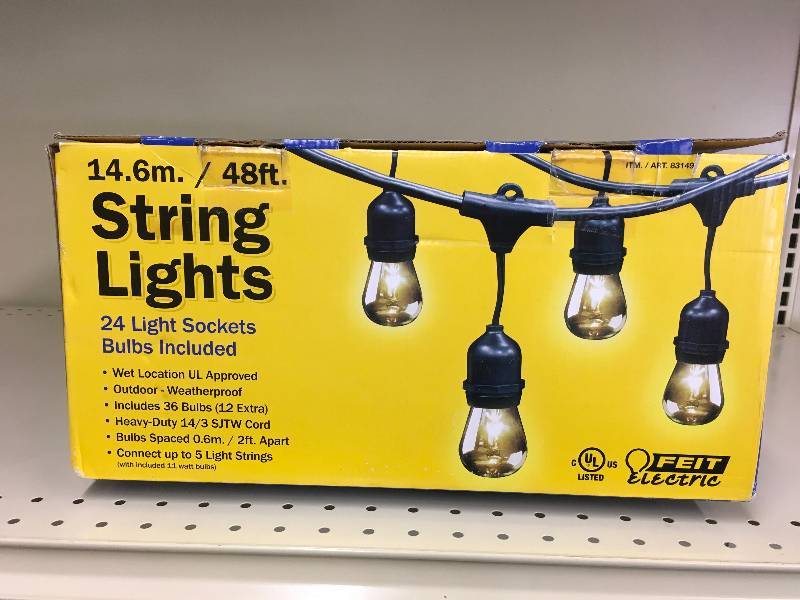 14.6m. / 48ft.
String
Lights
24 Light Sockets
Bulbs Included
• Wet Location UL Approved
• Outdoor - Weatherproof
• Includes 36 Bulbs (12 Extra)
• Heavy-Duty 14/3 SJTW Cord
• Bulbs Spaced 0.6m. / 2ft. Apart
• Connect up to 5 Light Strings
(with included 11 watt bulbs)
ITM. / ART. 83149
C UL US
LISTED
FEIT
Electric